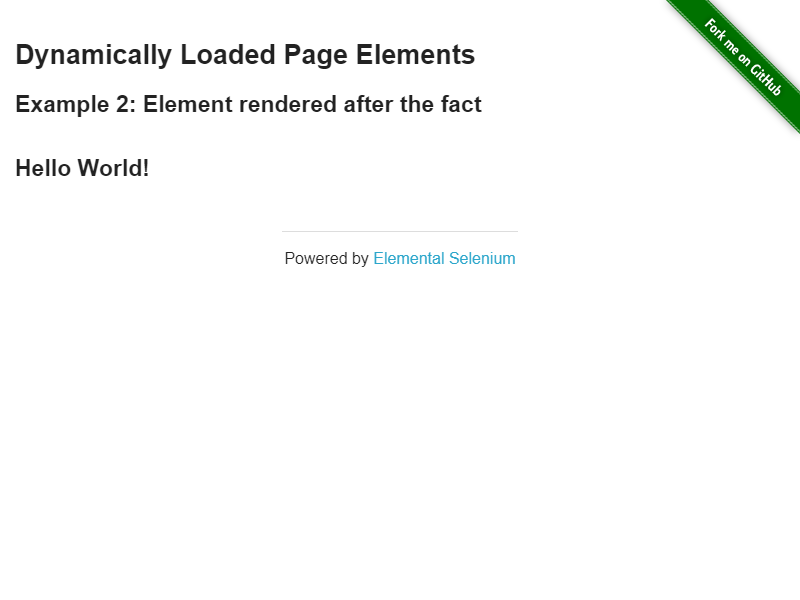 Fork me on GitHub
Dynamically Loaded Page Elements
Example 2: Element rendered after the fact
Hello World!
Powered by Elemental Selenium